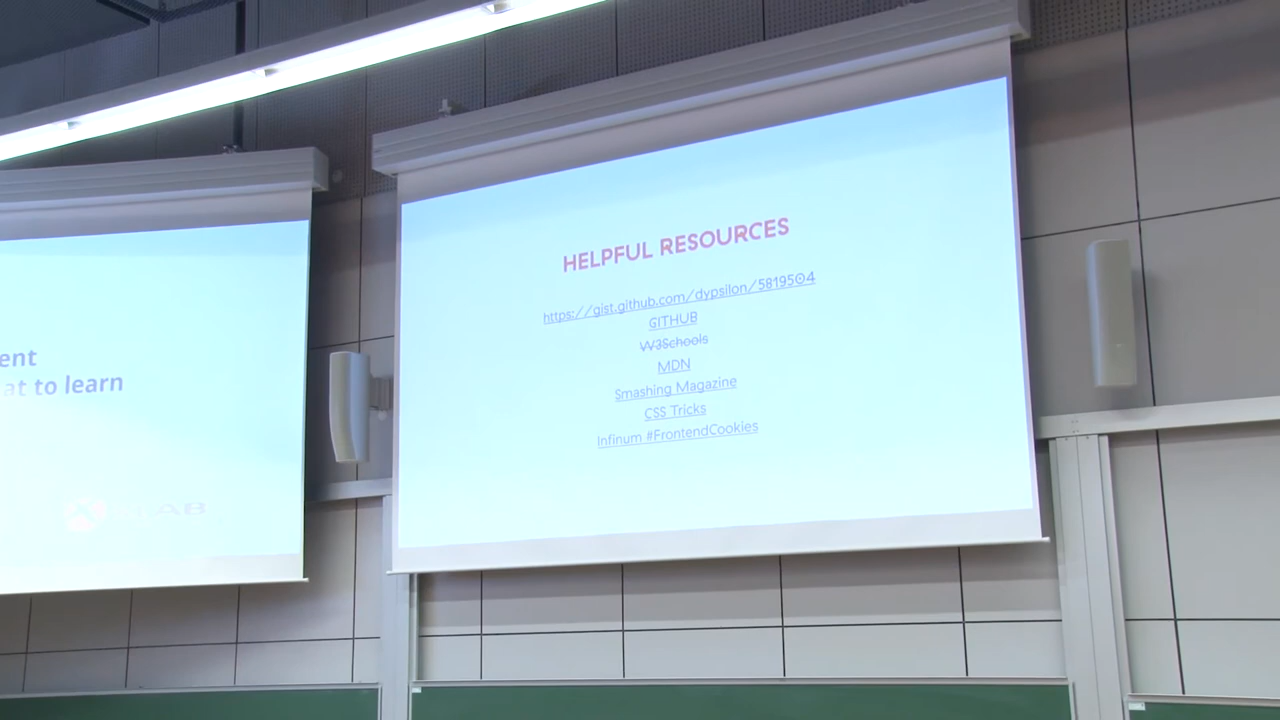 ent
at to learn
HELPFUL RESOURCES
https://gist.github.com/dypsilon/5819504
GITHUB
W3Schools
MDN
Smashing Magazine
CSS Tricks
Infinum #FrontendCookies